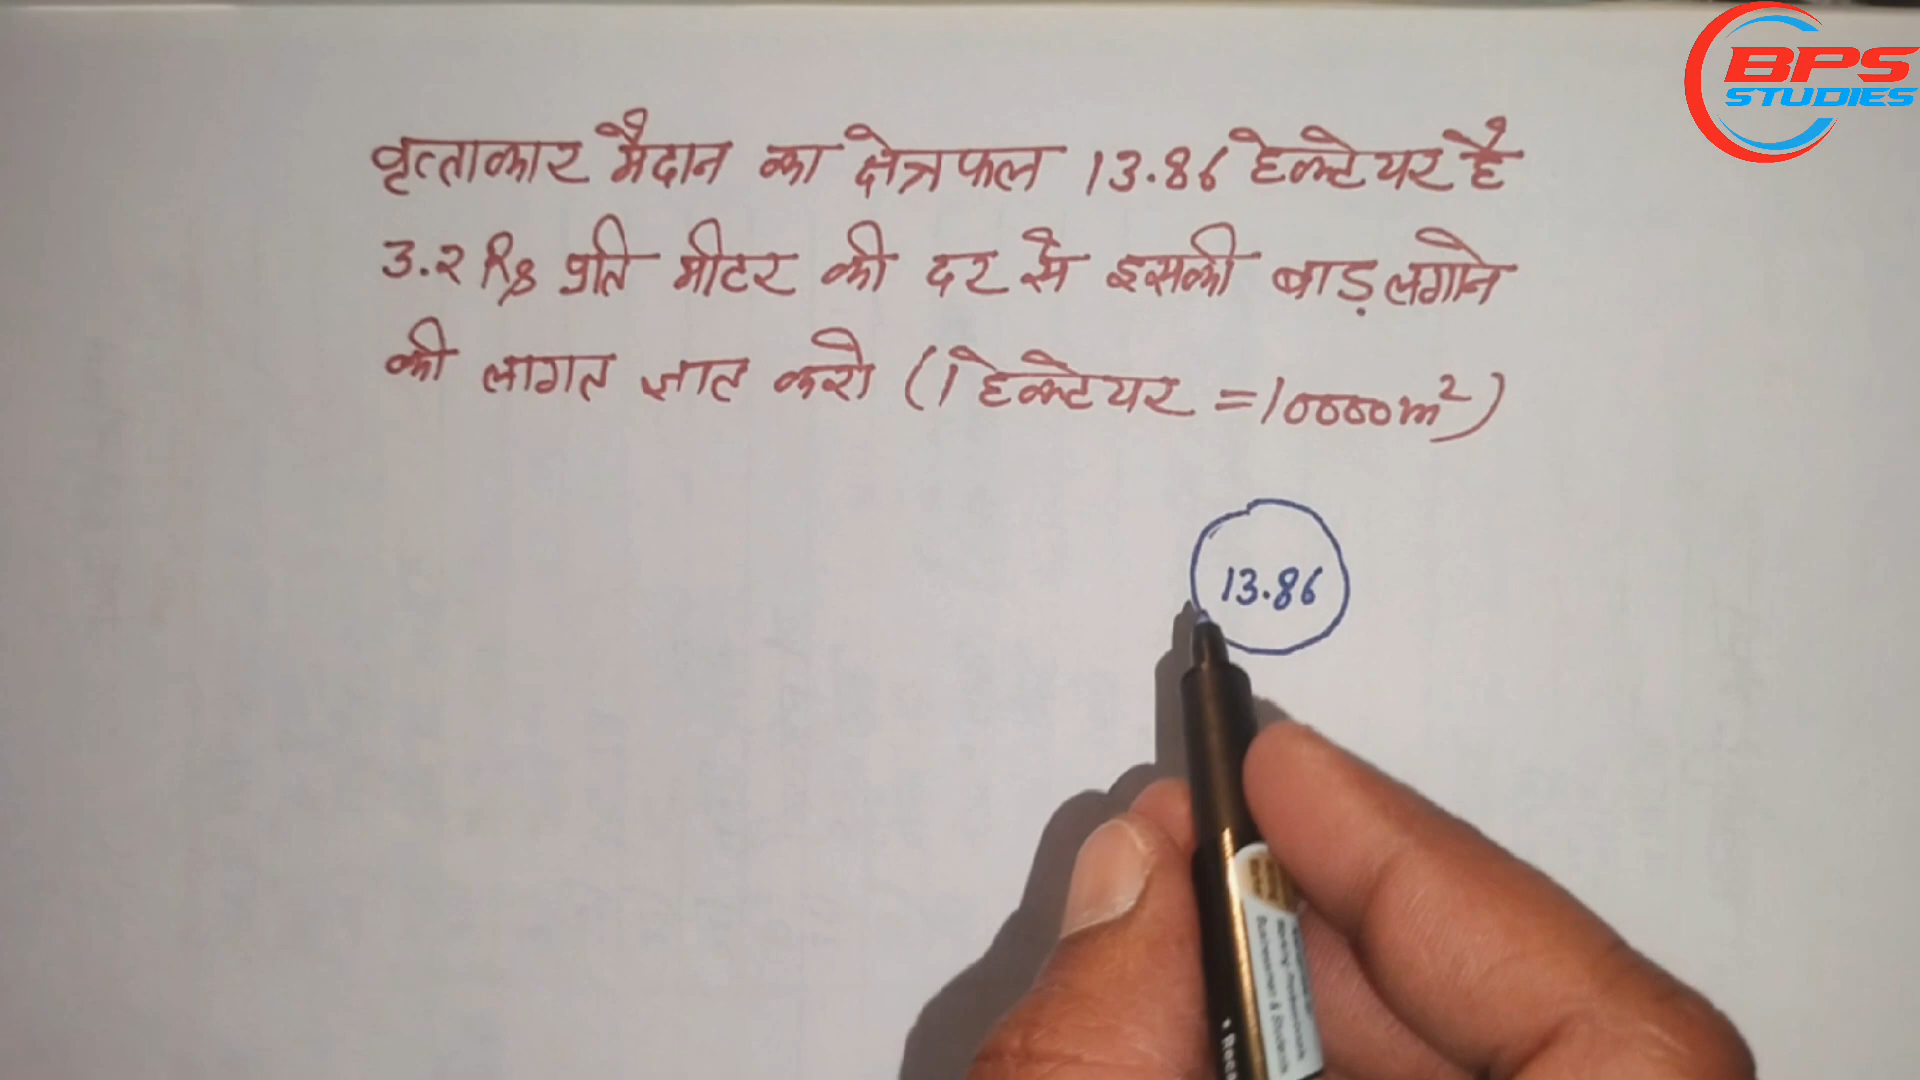 BPS
STUDIES
वृत्ताकार मैदान का क्षेत्रफल 13.86 हेक्टेयर है
3.2 Rs प्रति मीटर की दर से इसकी बाड़ लगाने
की लागत ज्ञात करो (1 हेक्टेयर = 10000m²)
13.86